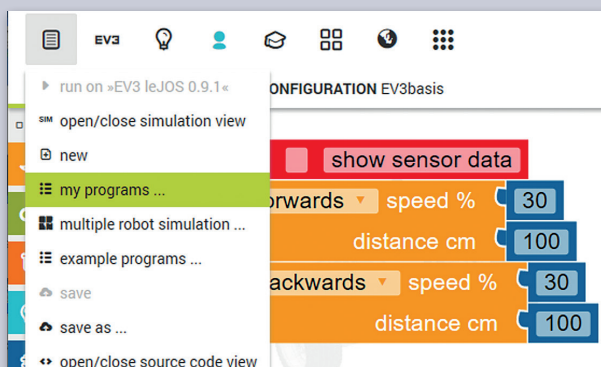 EV3
run on »EV3 leJOS 0.9.1«
ONFIGURATION EV3basis
SIM open/close simulation view
new
show sensor data
my programs ...
orwards speed % 30
multiple robot simulation ...
distance cm 100
example programs ...
ackwards speed % 30
save
save as ...
distance cm 100
open/close source code view